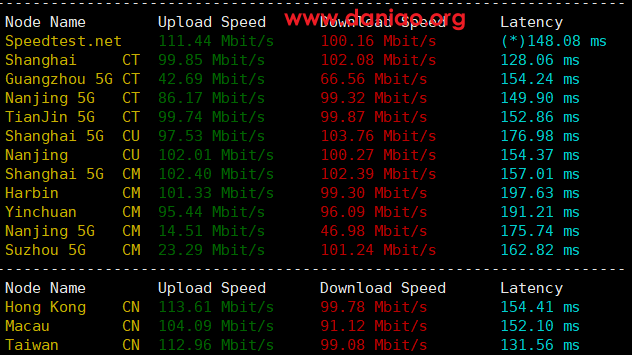 Node Name Upload Speed Download Speed Latency
www.daniao.org
Speedtest.net 111.44 Mbit/s 100.16 Mbit/s (*)148.08 ms
Shanghai CT 99.85 Mbit/s 102.08 Mbit/s 128.06 ms
Guangzhou 5G CT 42.69 Mbit/s 66.56 Mbit/s 154.24 ms
Nanjing 5G CT 86.17 Mbit/s 99.32 Mbit/s 149.90 ms
TianJin 5G CT 99.74 Mbit/s 99.87 Mbit/s 152.86 ms
Shanghai 5G CU 97.53 Mbit/s 103.76 Mbit/s 176.98 ms
Nanjing CU 102.01 Mbit/s 100.27 Mbit/s 154.37 ms
Shanghai 5G CM 102.40 Mbit/s 102.39 Mbit/s 157.01 ms
Harbin CM 101.33 Mbit/s 99.30 Mbit/s 197.63 ms
Yinchuan CM 95.44 Mbit/s 96.09 Mbit/s 191.21 ms
Nanjing 5G CM 14.51 Mbit/s 46.98 Mbit/s 175.74 ms
Suzhou 5G CM 23.29 Mbit/s 101.24 Mbit/s 162.82 ms
Node Name Upload Speed Download Speed Latency
Hong Kong CN 113.61 Mbit/s 99.78 Mbit/s 154.41 ms
Macau CN 104.09 Mbit/s 91.12 Mbit/s 152.10 ms
Taiwan CN 112.96 Mbit/s 99.08 Mbit/s 131.56 ms